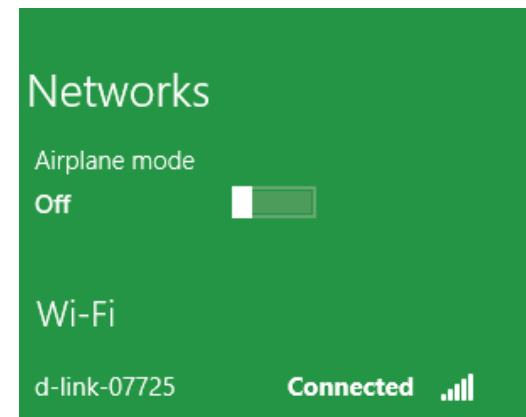 Networks
Airplane mode
Off
Wi-Fi
d-link-07725 Connected